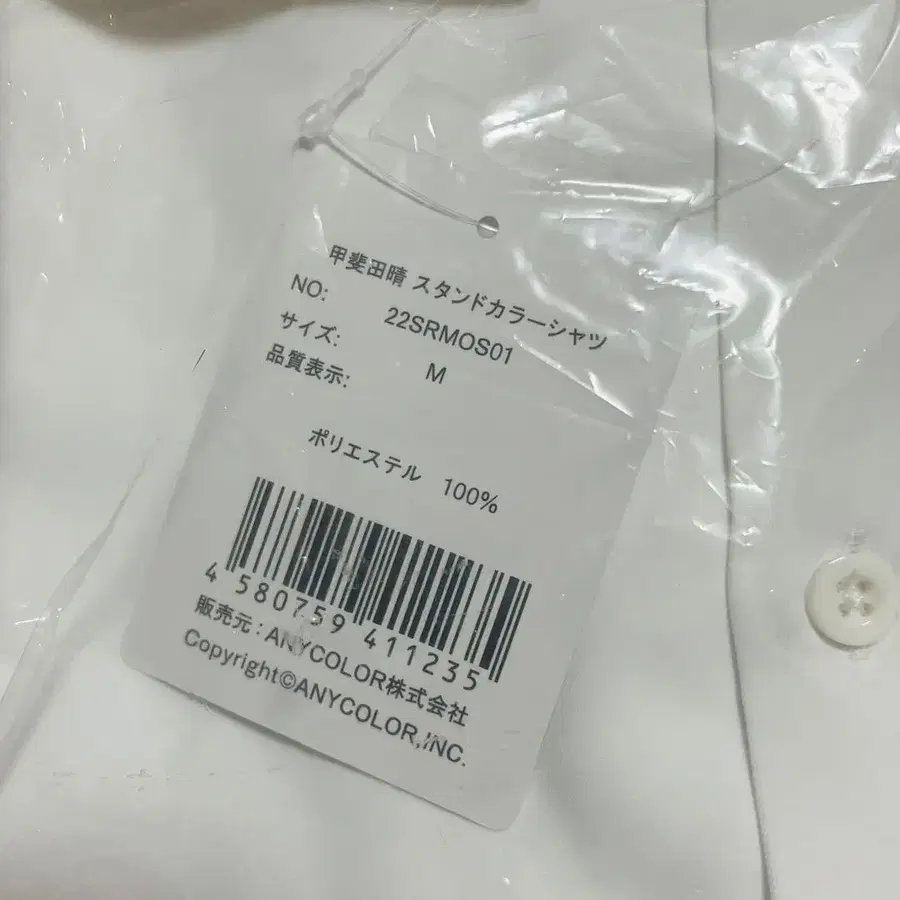 甲斐田晴 スタンドカラーシャツ
NO: 22SRMOS01
サイズ: M
品質表示:
ポリエステル 100%
4 580759 411235
販売元:ANYCOLOR株式会社
Copyright©ANYCOLOR,INC.